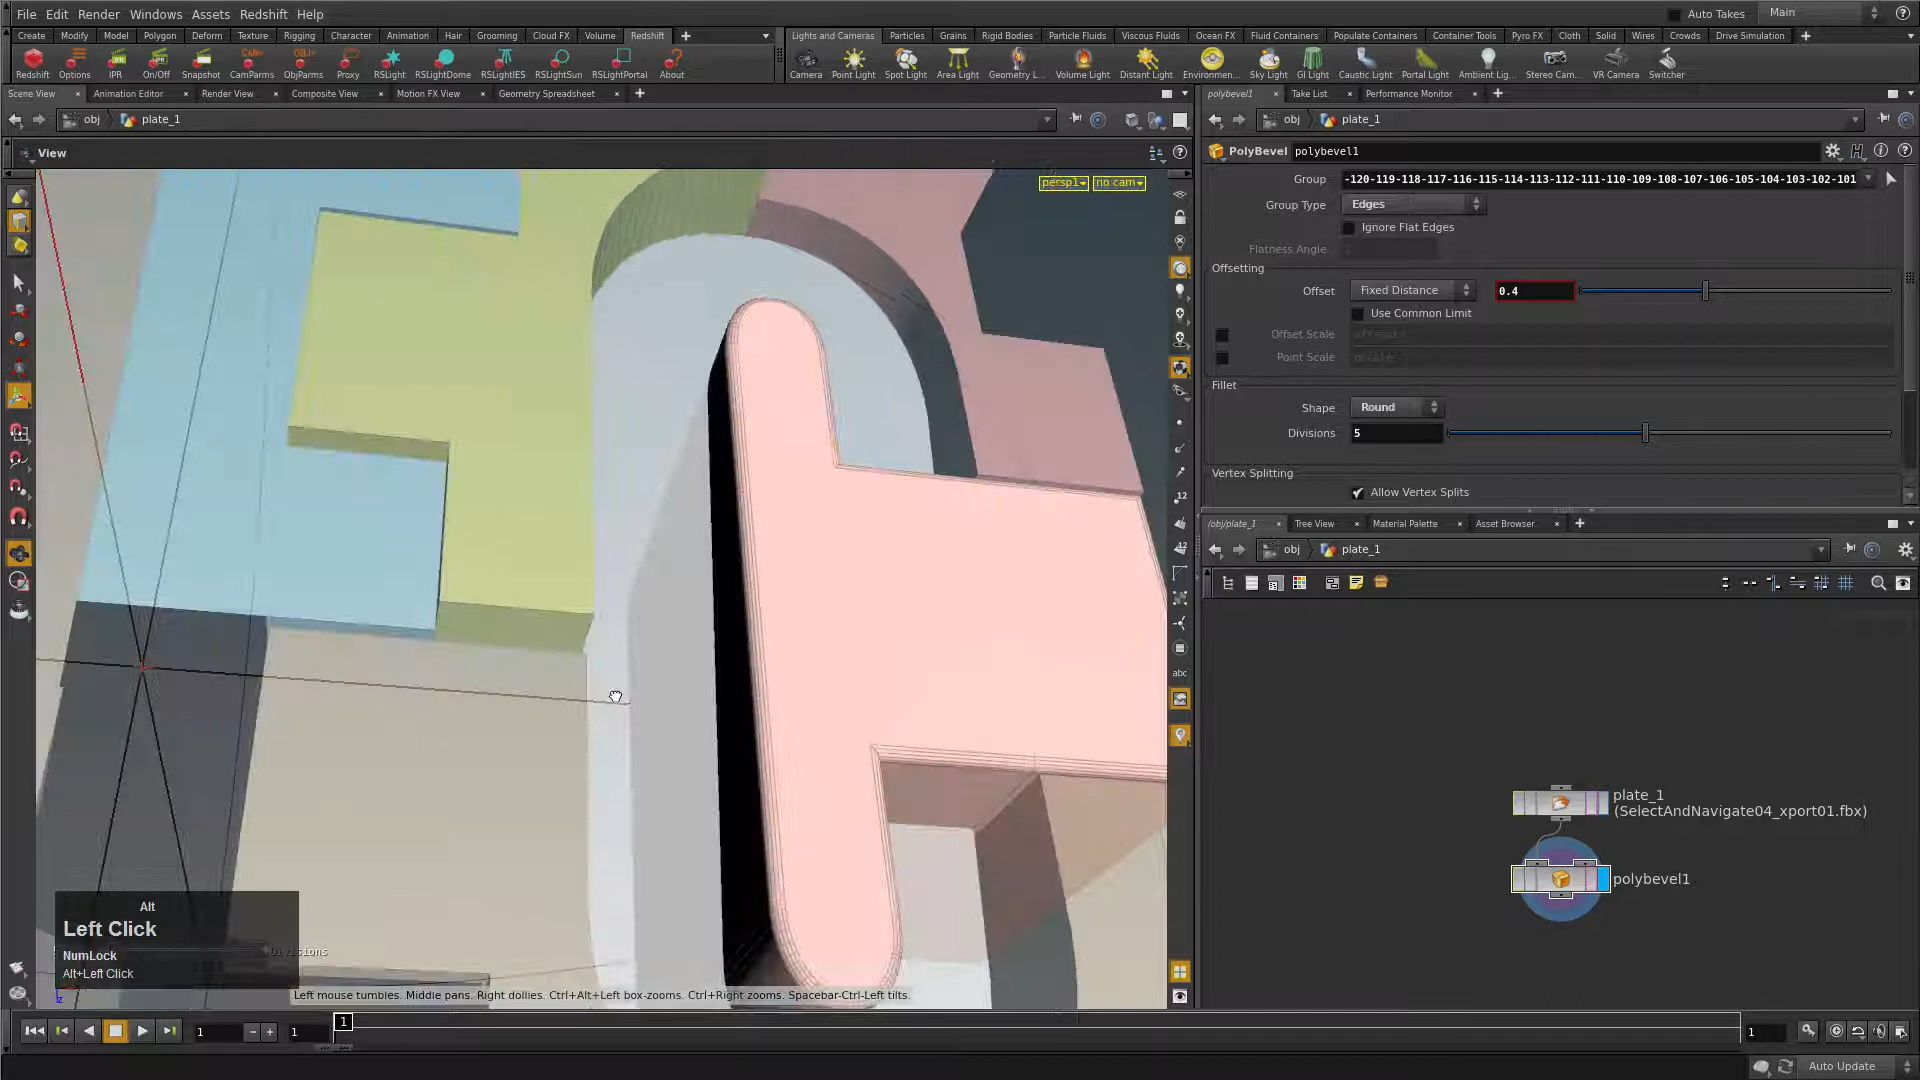 File Edit Render Windows Assets Redshift Help
Auto Takes Main
Create Modify Model Polygon Deform Texture Rigging Character Animation Hair Grooming Cloud FX Volume Redshift
Lights and Cameras Particles Grains Rigid Bodies Particle Fluids Viscous Fluids Ocean FX Fluid Containers Populate Containers Container Tools Pyro FX Cloth Solid Wires Crowds Drive Simulation
CAM+ OBJ+
Redshift Options IPR On/Off Snapshot CamParms ObjParms Proxy RSLight RSLightDome RSLightIES RSLightSun RSLightPortal About
Camera Point Light Spot Light Area Light Geometry L... Volume Light Distant Light Environmen... Sky Light GI Light Caustic Light Portal Light Ambient Lig... Stereo Cam... VR Camera Switcher
Scene View Animation Editor Render View Composite View Motion FX View Geometry Spreadsheet
polybevel1 Take List Performance Monitor
obj plate_1
obj plate_1
View
persp1 no cam
PolyBevel polybevel1
Group -120-119-118-117-116-115-114-113-112-111-110-109-108-107-106-105-104-103-102-101
Group Type Edges
Ignore Flat Edges
Flatness Angle
Offsetting
Offset Fixed Distance 0.4
Use Common Limit
Offset Scale
Point Scale
Fillet
Shape Round
Divisions 5
Vertex Splitting
Allow Vertex Splits
/obj/plate_1 Tree View Material Palette Asset Browser
obj plate_1
12
12
abc
plate_1
(SelectAndNavigate04_xport01.fbx)
polybevel1
Alt
Left Click
NumLock
Alt+Left Click
Divisions
z
Left mouse tumbles. Middle pans. Right dollies. Ctrl+Alt+Left box-zooms. Ctrl+Right zooms. Spacebar-Ctrl-Left tilts.
1 1 1 1
Auto Update